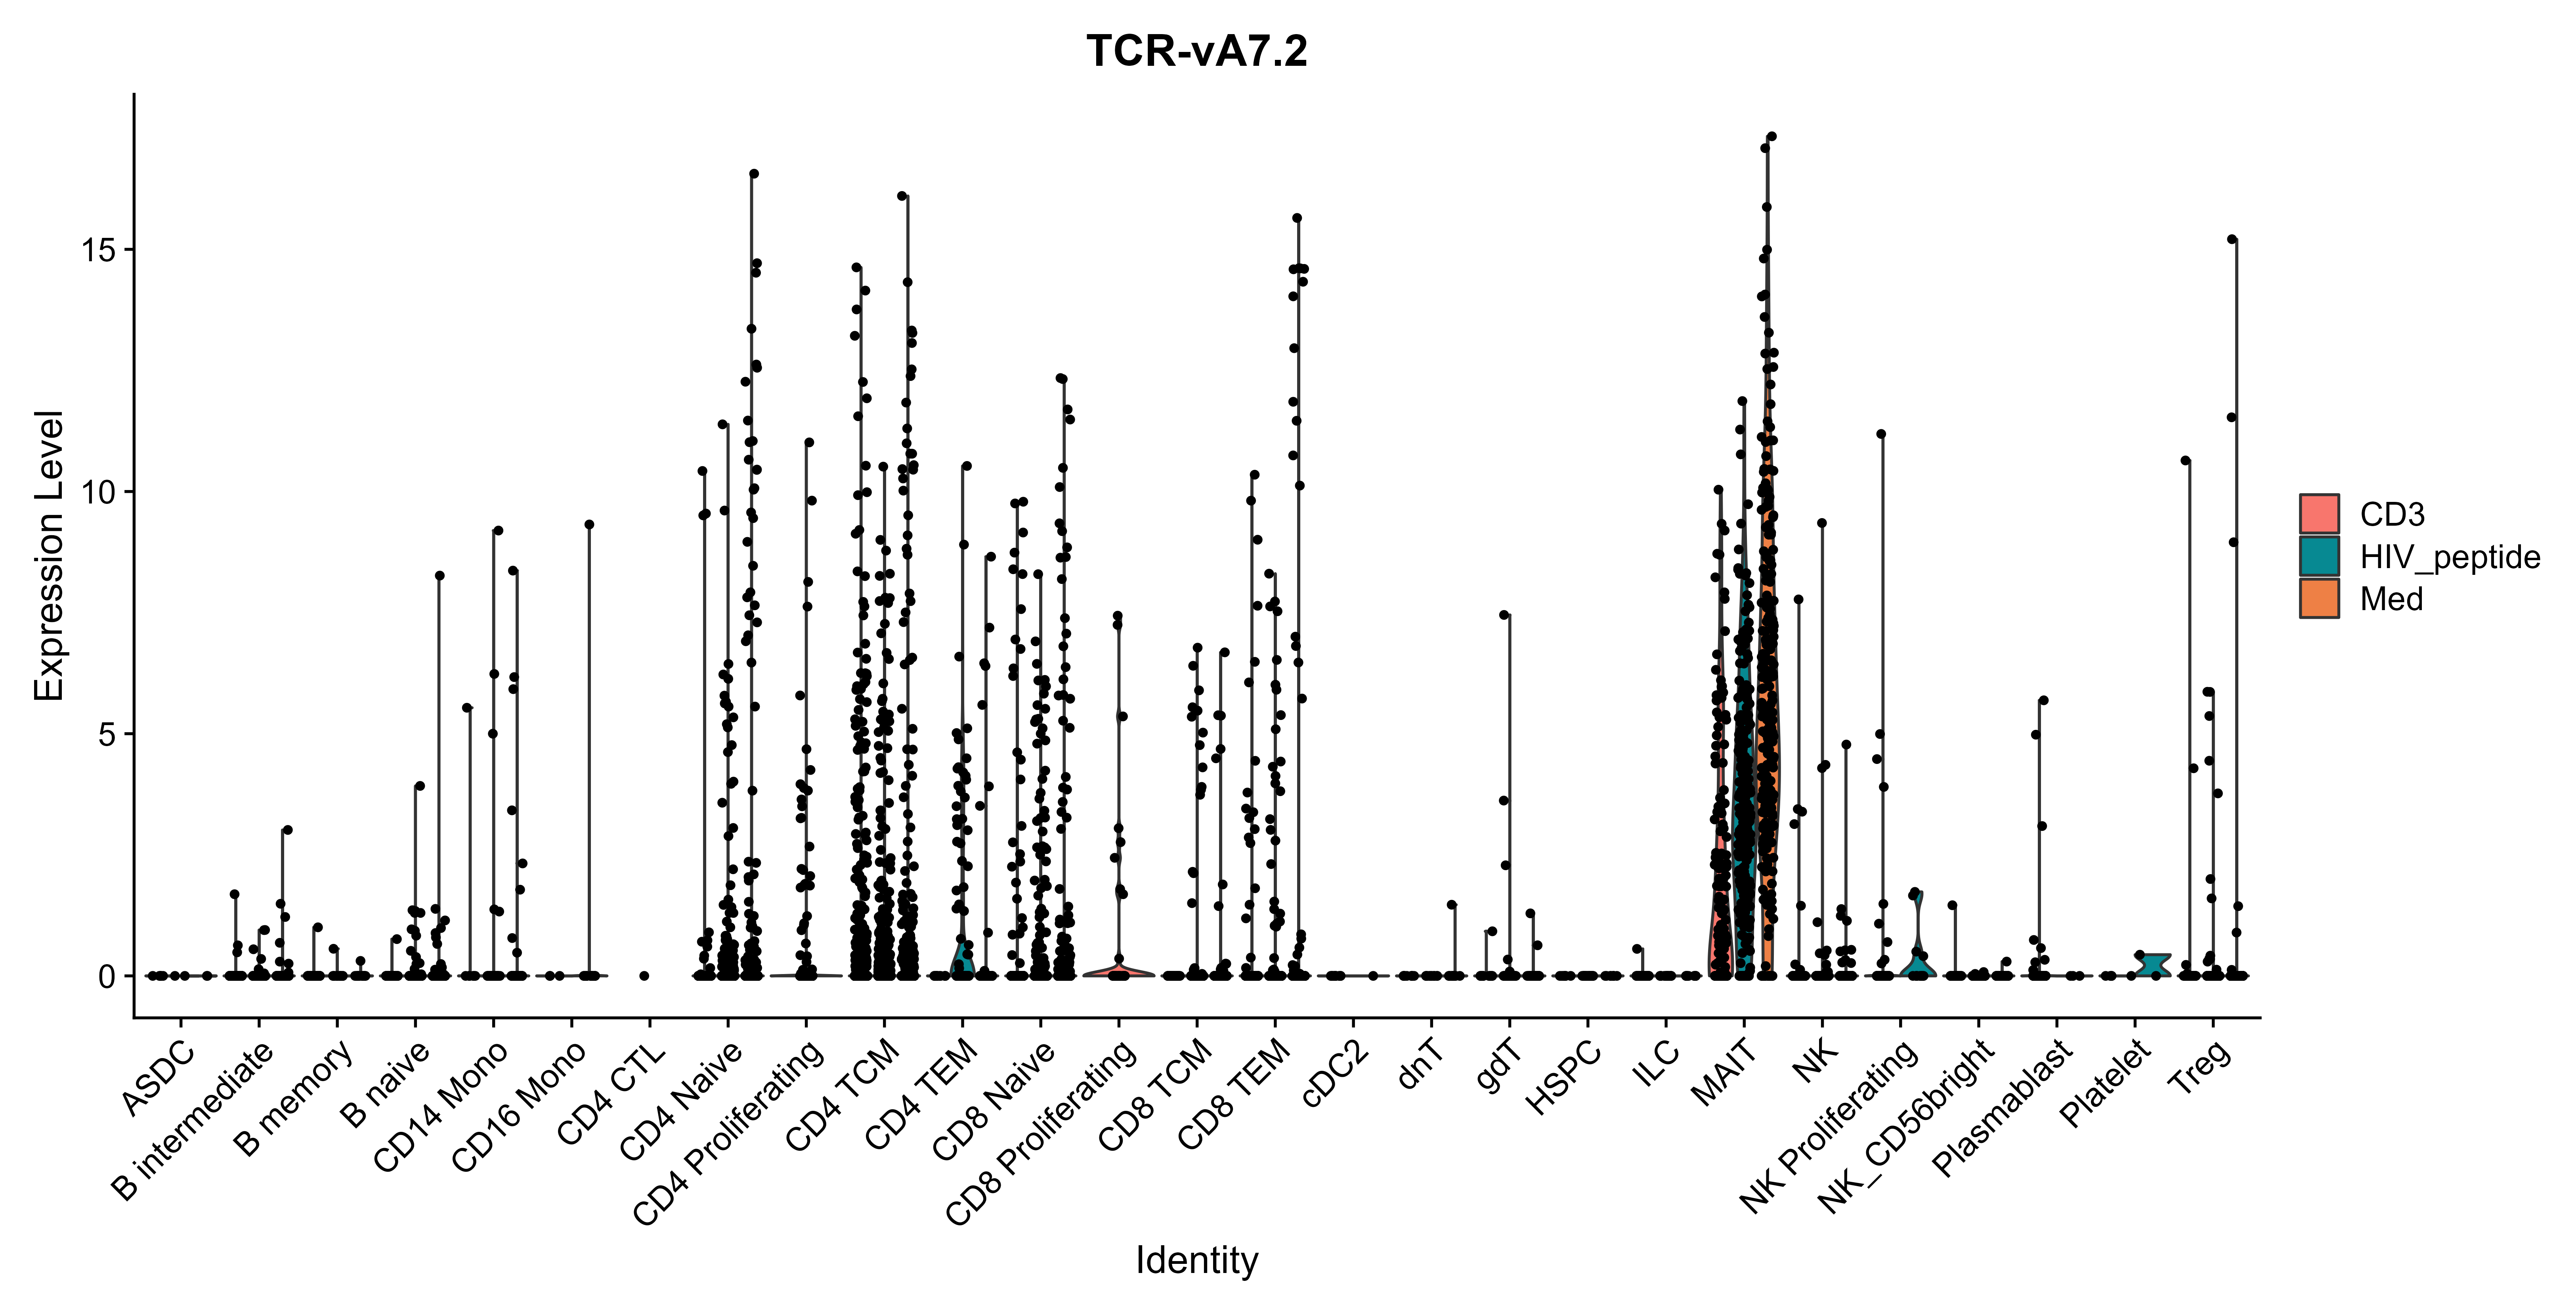 TCR-vA7.2
Expression Level
15
10
5
0
CD3
HIV_peptide
Med
ASDC
B intermediate
B memory
B naive
CD14 Mono
CD16 Mono
CD4 CTL
CD4 Naive
CD4 Proliferating
CD4 TCM
CD4 TEM
CD8 Naive
CD8 Proliferating
CD8 TCM
CD8 TEM
cDC2
dnT
gdT
HSPC
ILC
MAIT
NK
NK Proliferating
NK_CD56bright
Plasmablast
Platelet
Treg
Identity